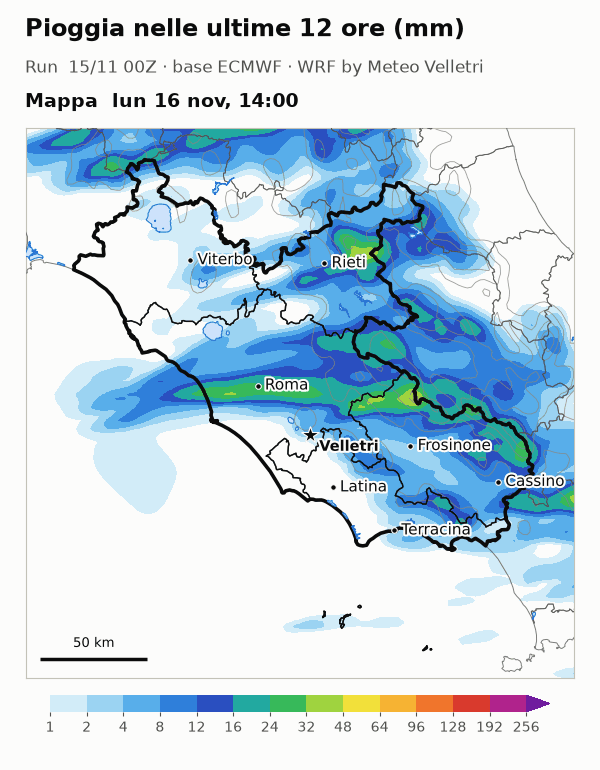 Pioggia nelle ultime 12 ore (mm)
Run 15/11 00Z · base ECMWF · WRF by Meteo Velletri
Mappa lun 16 nov, 14:00
Viterbo
Rieti
Roma
Velletri
Frosinone
Cassino
Latina
Terracina
50 km
1 2 4 8 12 16 24 32 48 64 96 128 192 256